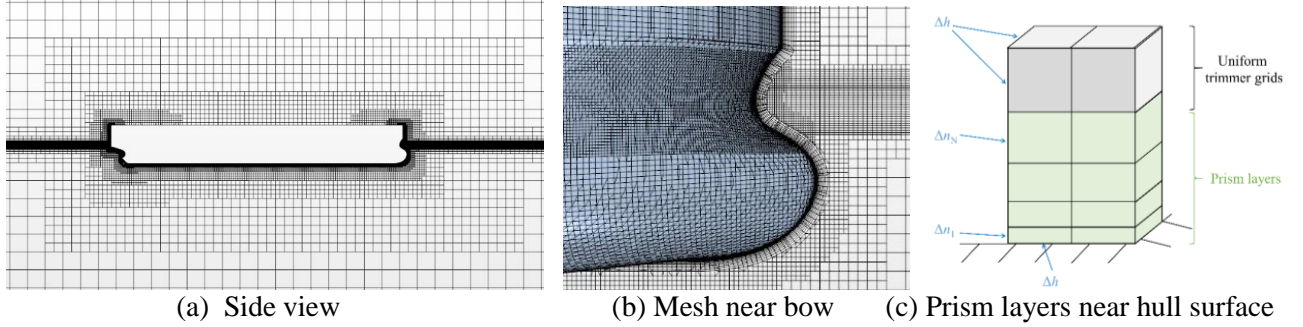 Δh
Uniform
trimmer grids
Δn_N
Prism layers
Δn_1
Δh
(a) Side view
(b) Mesh near bow
(c) Prism layers near hull surface